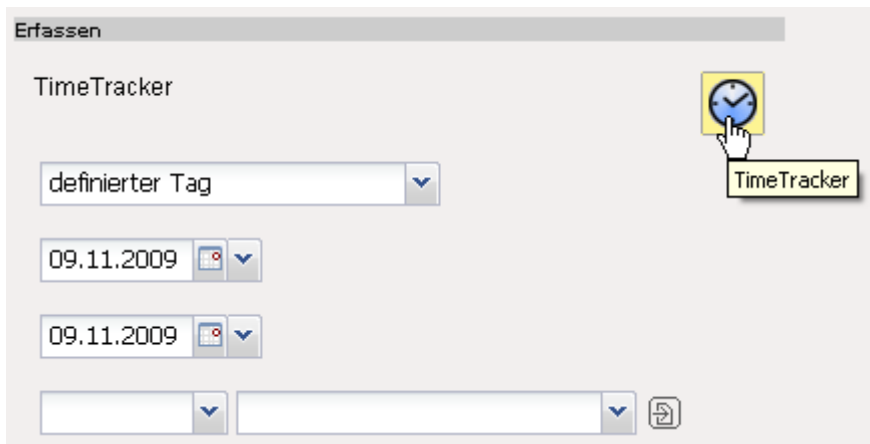 Erfassen
TimeTracker
TimeTracker
definierter Tag
09.11.2009
09.11.2009